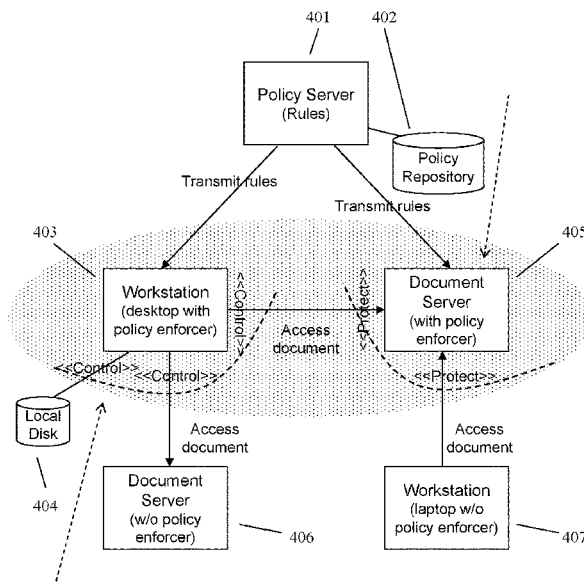 401
402
Policy Server
(Rules)
Policy
Repository
Transmit rules
Transmit rules
403
405
Workstation
(desktop with
policy enforcer)
<<Control>>
Access
document
<<Protect>>
Document
Server
(with policy
enforcer)
<<Control>>
<<Control>>
<<Protect>>
Local
Disk
404
Access
document
Access
document
Document
Server
(w/o policy
enforcer)
406
Workstation
(laptop w/o
policy enforcer)
407